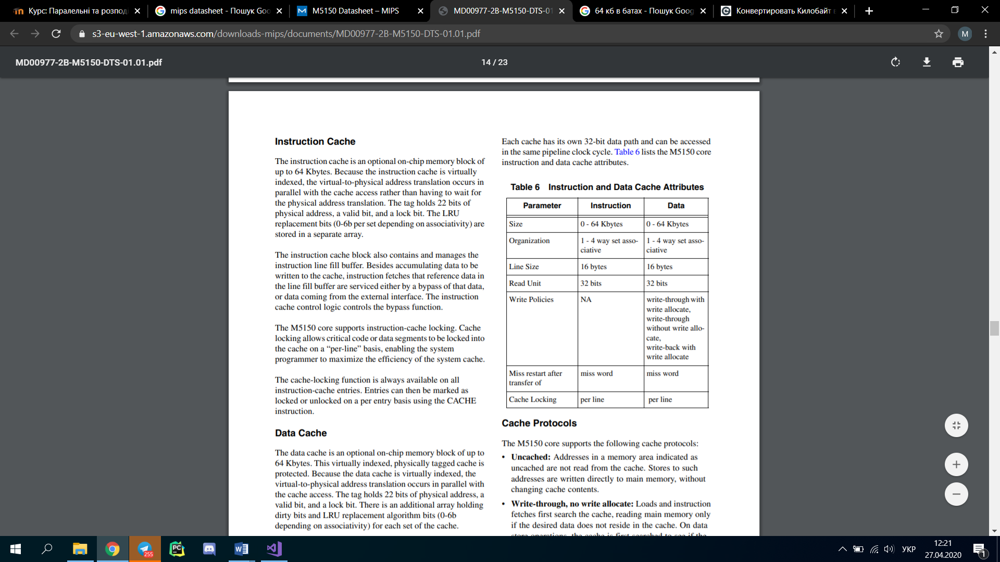 Курс: Паралельні та розподі
mips datasheet - Пошук Goo
M5150 Datasheet – MIPS
MD00977-2B-M5150-DTS-01
64 кб в батах - Пошук Goog
Конвертировать Килобайт в
s3-eu-west-1.amazonaws.com/downloads-mips/documents/MD00977-2B-M5150-DTS-01.01.pdf
M
MD00977-2B-M5150-DTS-01.01.pdf
14 / 23
Instruction Cache
The instruction cache is an optional on-chip memory block of
up to 64 Kbytes. Because the instruction cache is virtually
indexed, the virtual-to-physical address translation occurs in
parallel with the cache access rather than having to wait for
the physical address translation. The tag holds 22 bits of
physical address, a valid bit, and a lock bit. The LRU
replacement bits (0-6b per set depending on associativity) are
stored in a separate array.
The instruction cache block also contains and manages the
instruction line fill buffer. Besides accumulating data to be
written to the cache, instruction fetches that reference data in
the line fill buffer are serviced either by a bypass of that data,
or data coming from the external interface. The instruction
cache control logic controls the bypass function.
The M5150 core supports instruction-cache locking. Cache
locking allows critical code or data segments to be locked into
the cache on a “per-line” basis, enabling the system
programmer to maximize the efficiency of the system cache.
The cache-locking function is always available on all
instruction-cache entries. Entries can then be marked as
locked or unlocked on a per entry basis using the CACHE
instruction.
Data Cache
The data cache is an optional on-chip memory block of up to
64 Kbytes. This virtually indexed, physically tagged cache is
protected. Because the data cache is virtually indexed, the
virtual-to-physical address translation occurs in parallel with
the cache access. The tag holds 22 bits of physical address, a
valid bit, and a lock bit. There is an additional array holding
dirty bits and LRU replacement algorithm bits (0-6b
depending on associativity) for each set of the cache.
Each cache has its own 32-bit data path and can be accessed
in the same pipeline clock cycle. Table 6 lists the M5150 core
instruction and data cache attributes.
Table 6 Instruction and Data Cache Attributes
Parameter Instruction Data
Size 0 - 64 Kbytes 0 - 64 Kbytes
Organization 1 - 4 way set asso- 1 - 4 way set asso-
ciative ciative
Line Size 16 bytes 16 bytes
Read Unit 32 bits 32 bits
Write Policies NA write-through with
write allocate,
write-through
without write allo-
cate,
write-back with
write allocate
Miss restart after miss word miss word
transfer of
Cache Locking per line per line
Cache Protocols
The M5150 core supports the following cache protocols:
• Uncached: Addresses in a memory area indicated as
uncached are not read from the cache. Stores to such
addresses are written directly to main memory, without
changing cache contents.
• Write-through, no write allocate: Loads and instruction
fetches first search the cache, reading main memory only
if the desired data does not reside in the cache. On data
store operations, the cache is first searched to see if the
255
УКР
12:21
27.04.2020
1